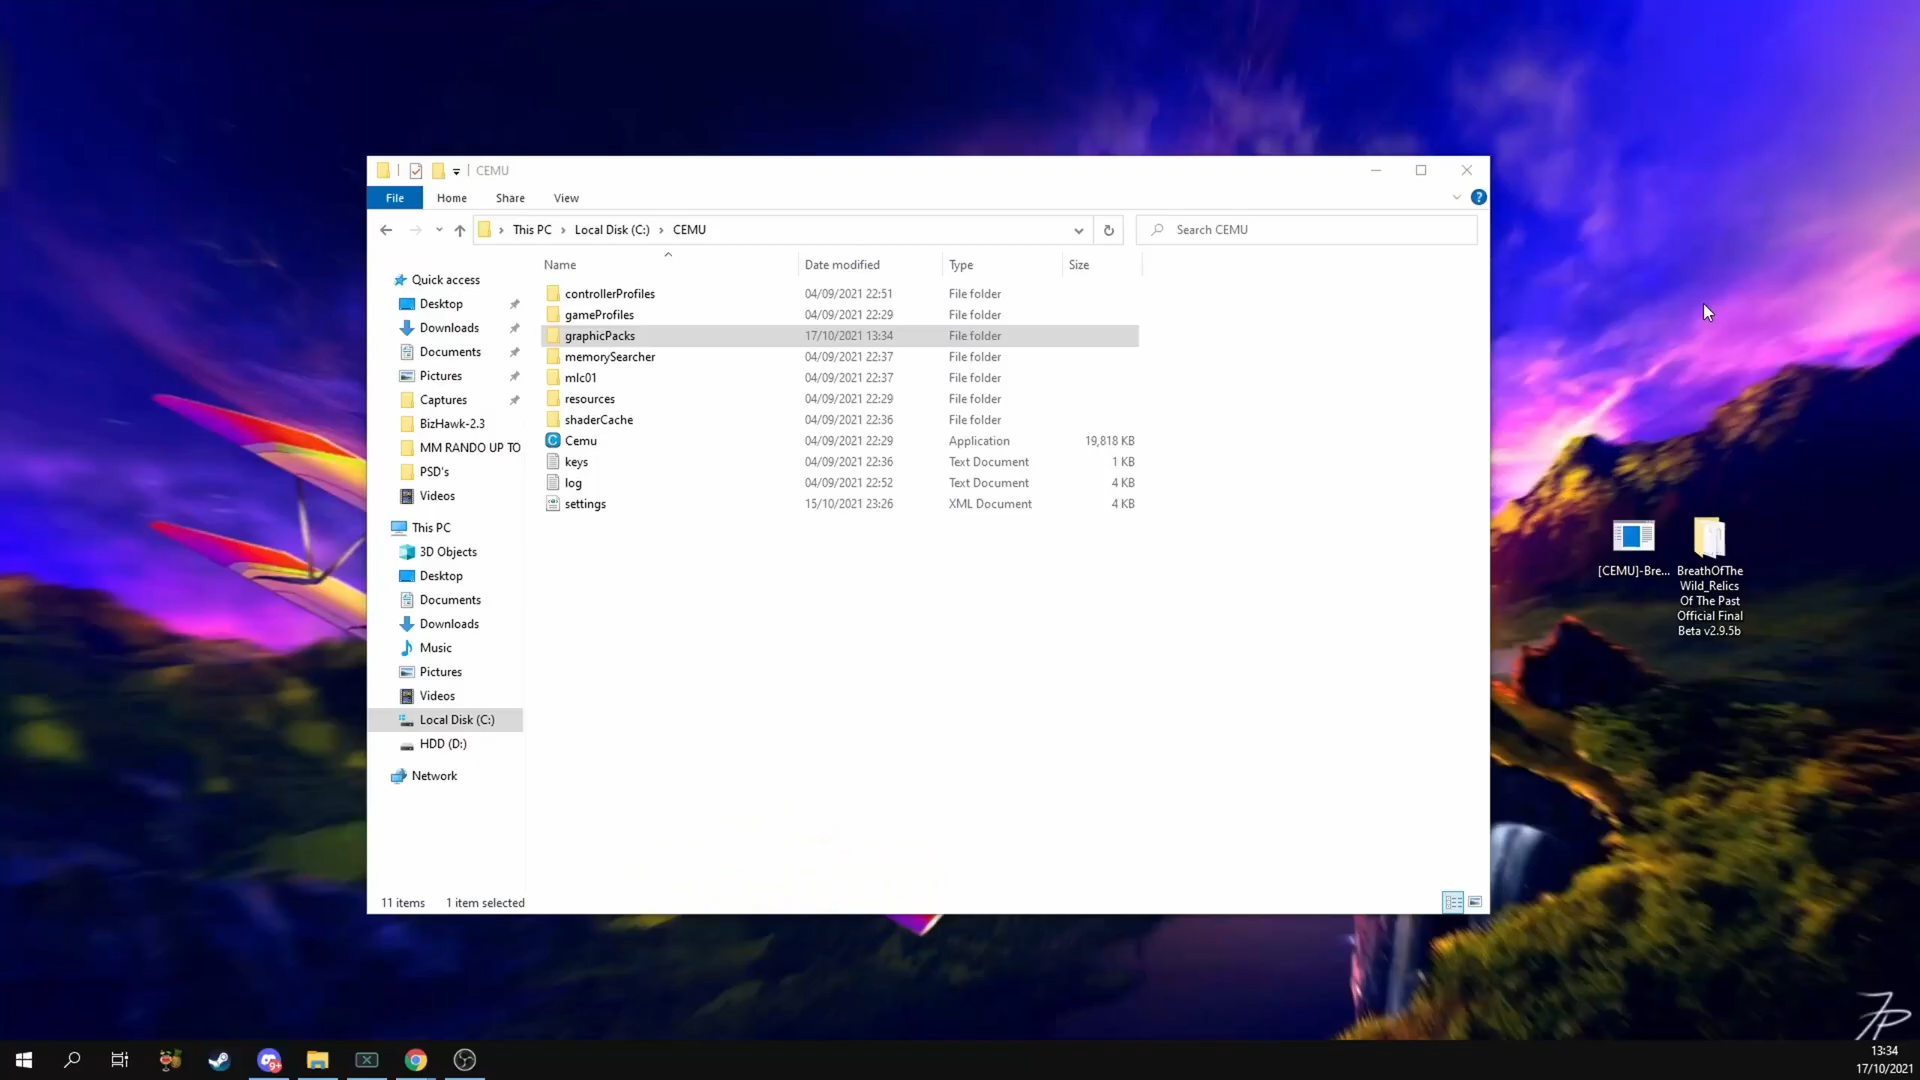 CEMU
File Home Share View
This PC Local Disk (C:) CEMU
Search CEMU
Name Date modified Type Size
Quick access
Desktop
Downloads
Documents
Pictures
Captures
BizHawk-2.3
MM RANDO UP TO
PSD's
Videos
This PC
3D Objects
Desktop
Documents
Downloads
Music
Pictures
Videos
Local Disk (C:)
HDD (D:)
Network
controllerProfiles 04/09/2021 22:51 File folder
gameProfiles 04/09/2021 22:29 File folder
graphicPacks 17/10/2021 13:34 File folder
memorySearcher 04/09/2021 22:37 File folder
mlc01 04/09/2021 22:37 File folder
resources 04/09/2021 22:29 File folder
shaderCache 04/09/2021 22:36 File folder
Cemu 04/09/2021 22:29 Application 19,818 KB
keys 04/09/2021 22:36 Text Document 1 KB
log 04/09/2021 22:52 Text Document 4 KB
settings 15/10/2021 23:26 XML Document 4 KB
11 items 1 item selected
[CEMU]-Bre...
BreathOfThe
Wild_Relics
Of The Past
Official Final
Beta v2.9.5b
9+
13:34
17/10/2021